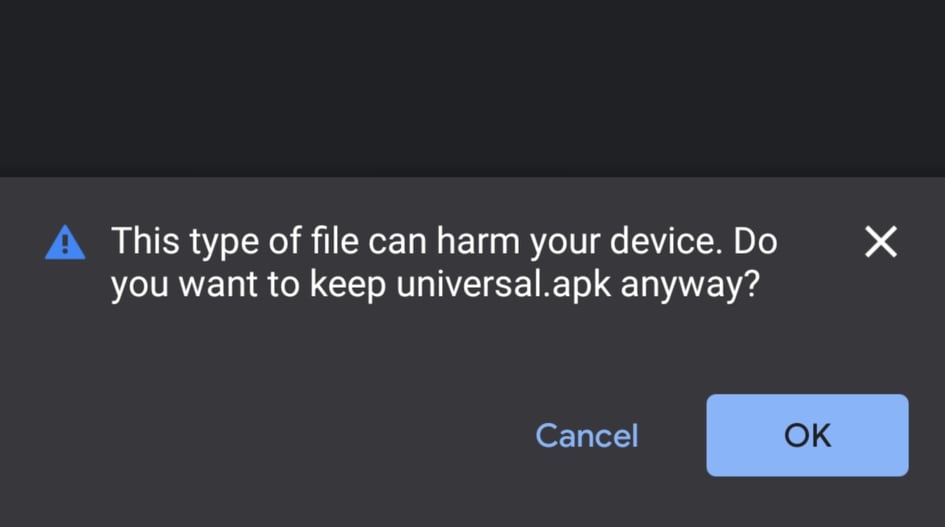 This type of file can harm your device. Do
you want to keep universal.apk anyway?
Cancel
OK